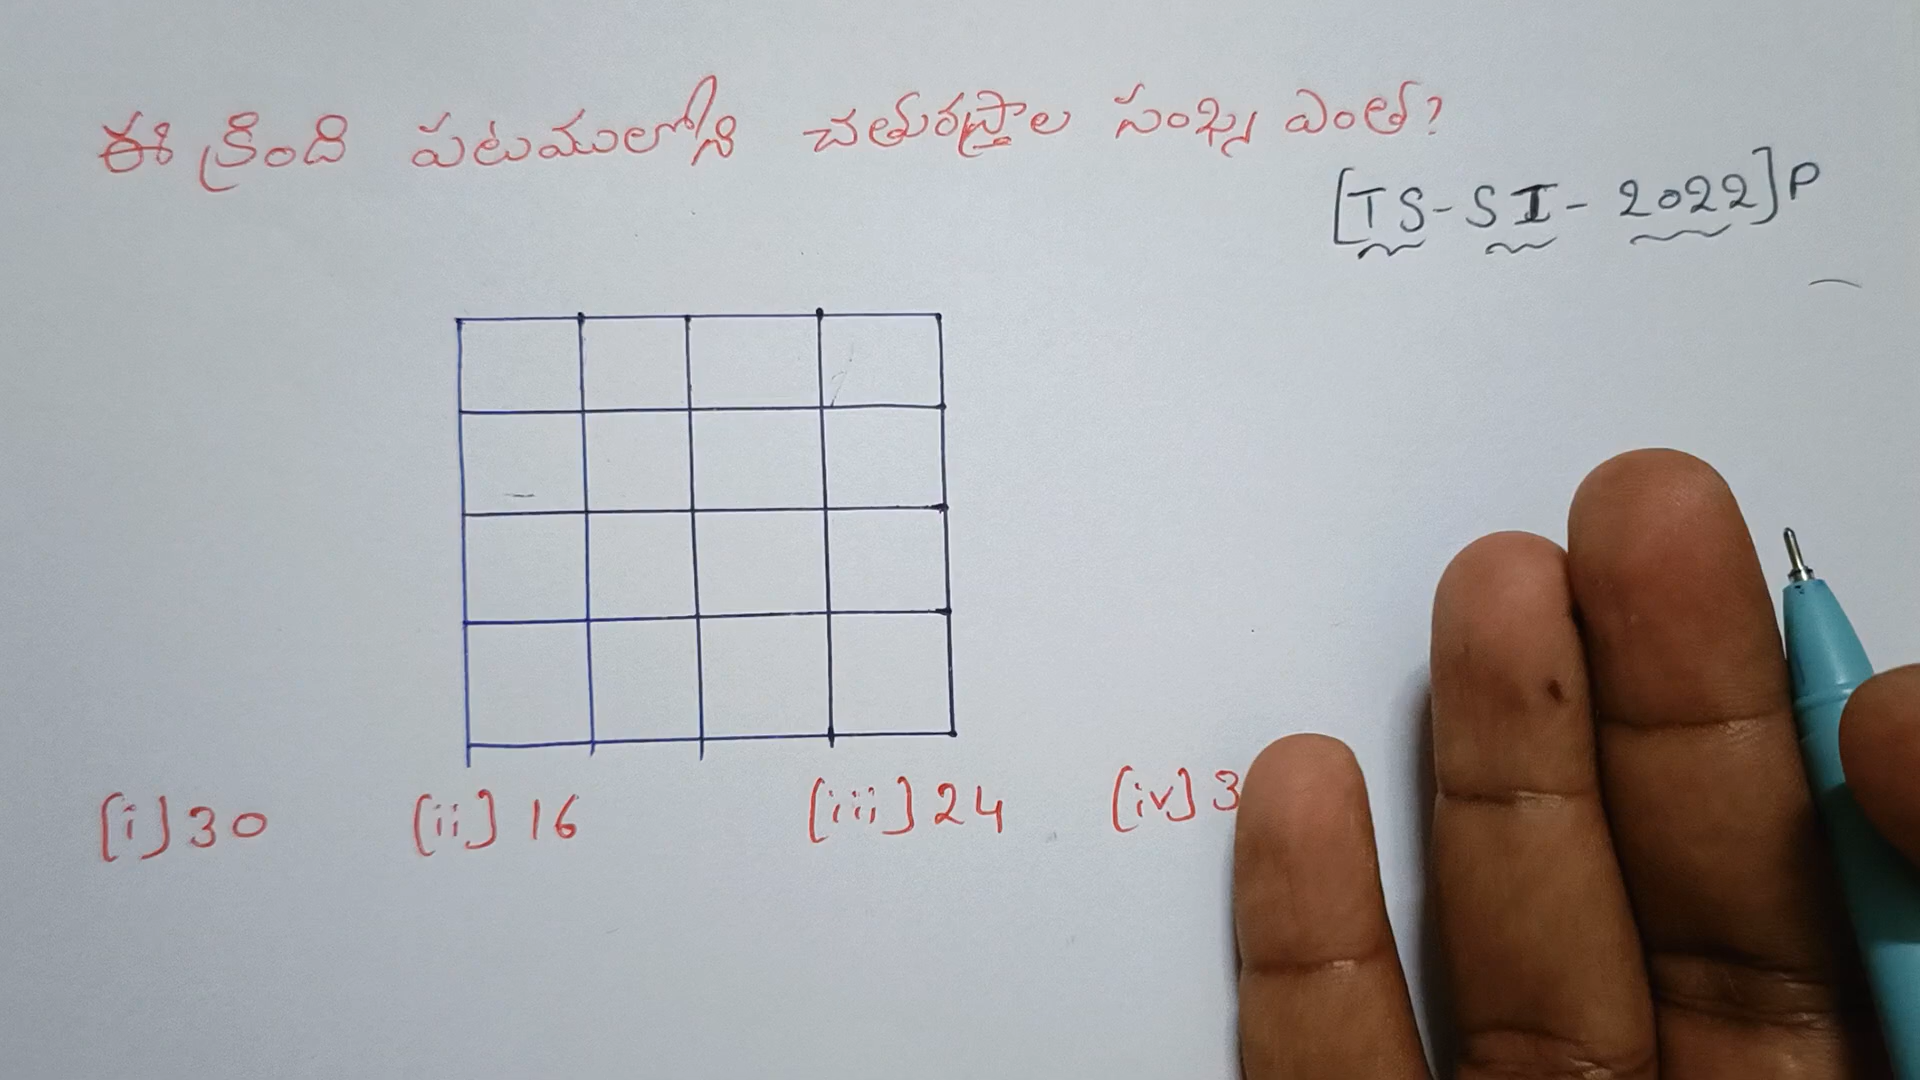 ఈ క్రింది పటములోని చతురస్రాల సంఖ్య ఎంత?
[TS-SI-2022]P
(i) 30 (ii) 16 (iii) 24 (iv) 3